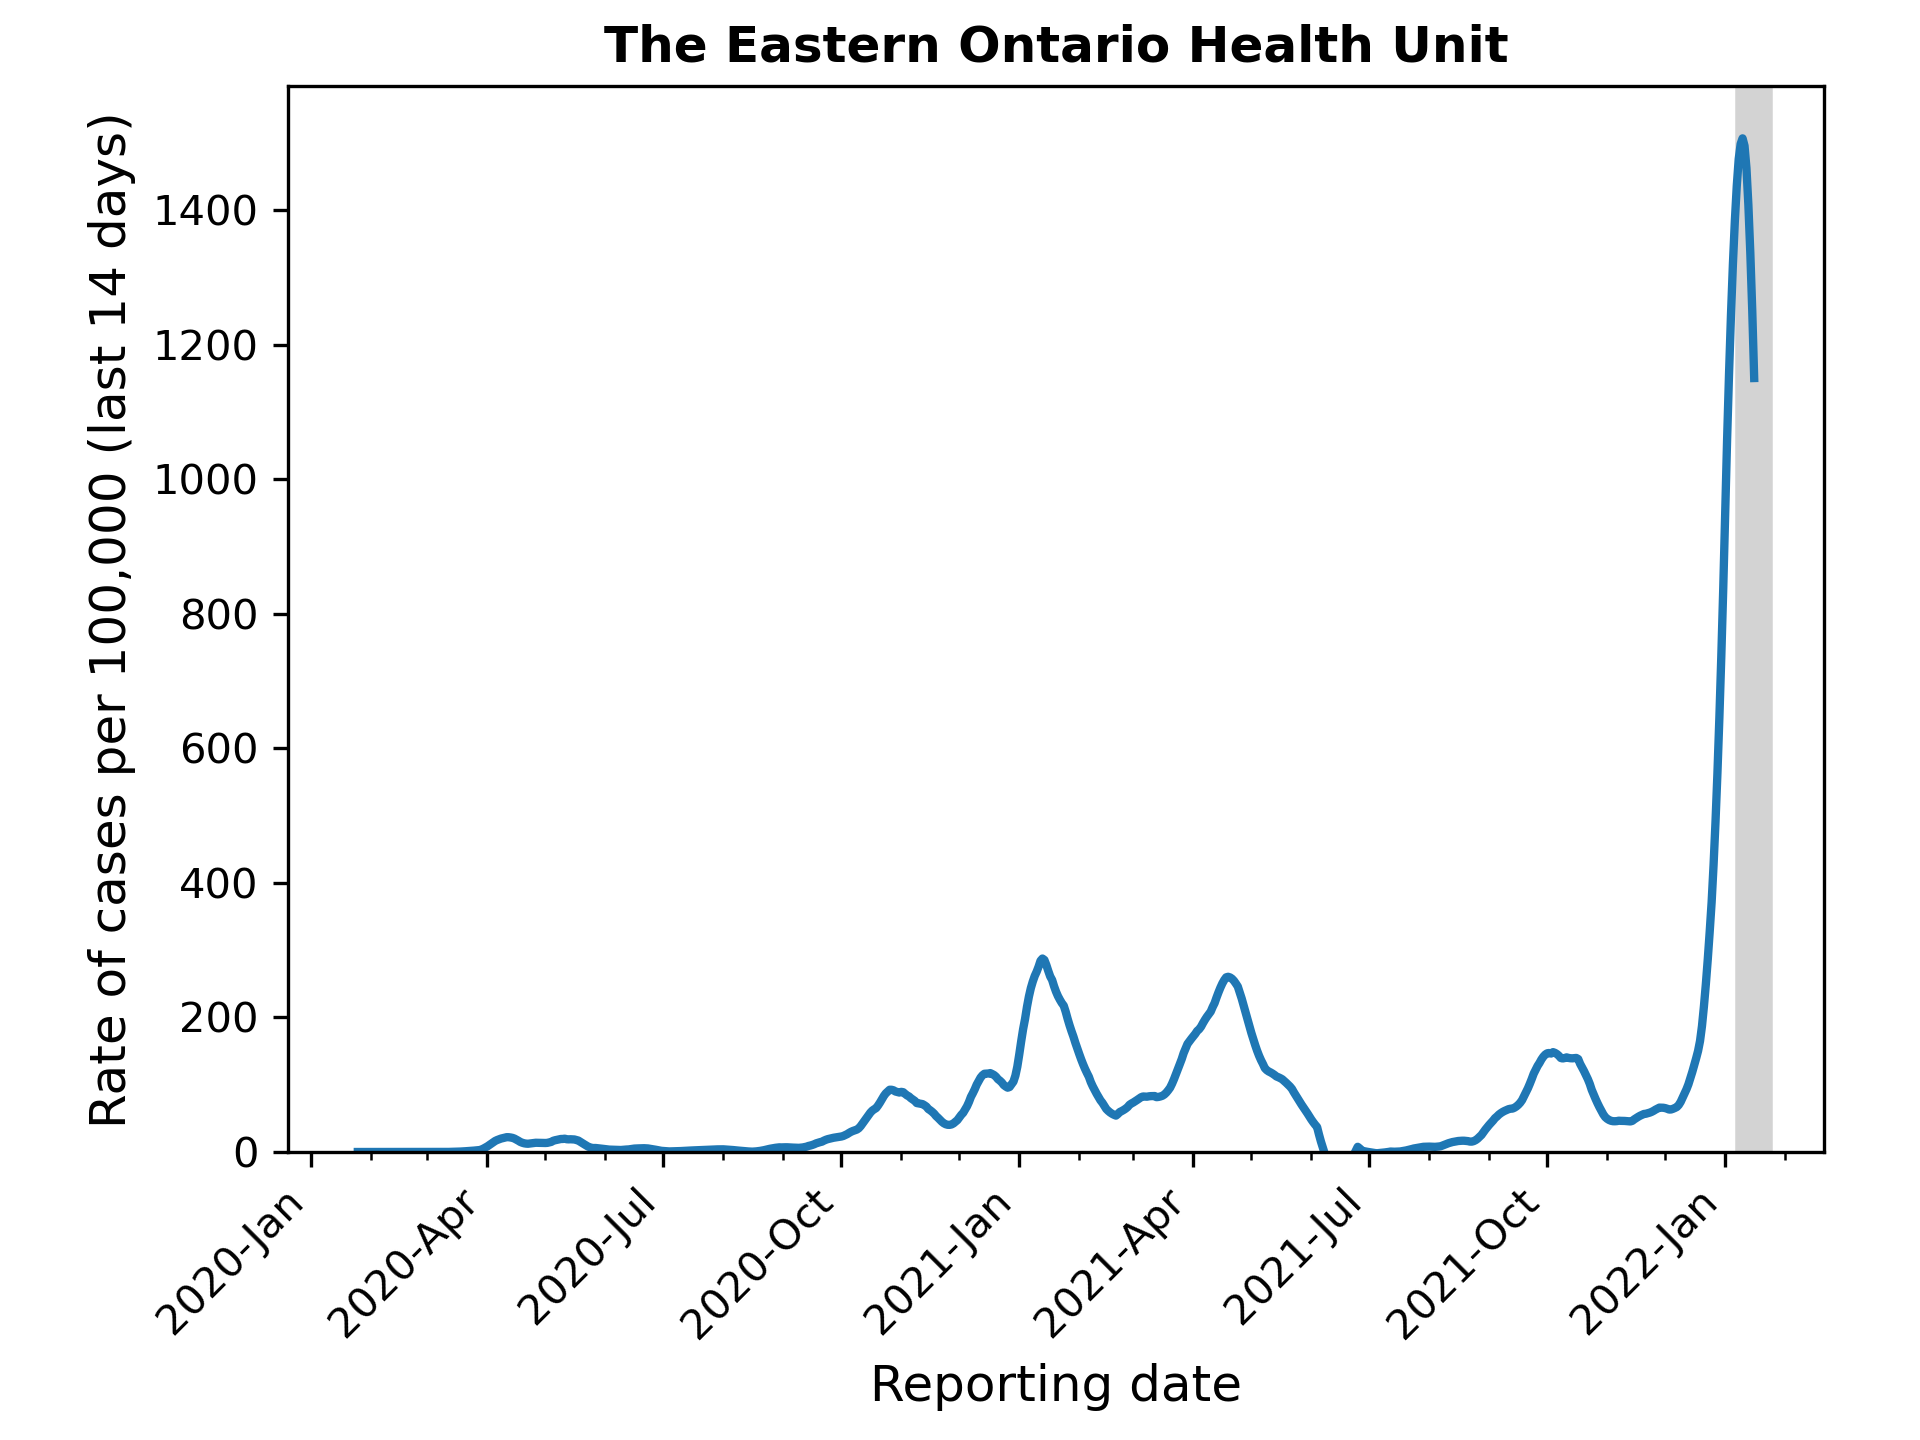 The Eastern Ontario Health Unit
Rate of cases per 100,000 (last 14 days)
1400
1200
1000
800
600
400
200
0
2020-Jan
2020-Apr
2020-Jul
2020-Oct
2021-Jan
2021-Apr
2021-Jul
2021-Oct
2022-Jan
Reporting date